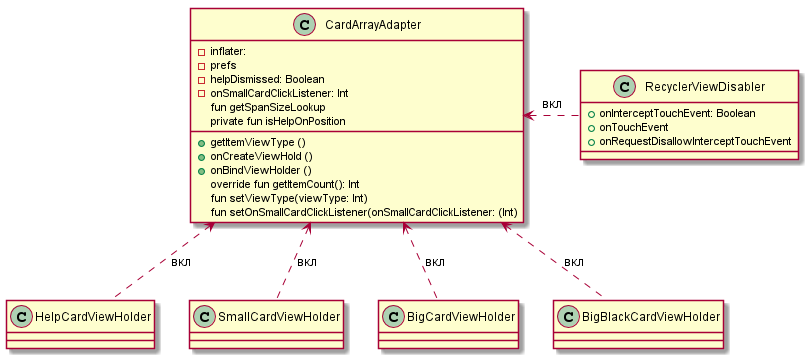 C CardArrayAdapter
inflater:
prefs
helpDismissed: Boolean
onSmallCardClickListener: Int
fun getSpanSizeLookup
private fun isHelpOnPosition
getItemViewType ()
onCreateViewHold ()
onBindViewHolder ()
override fun getItemCount(): Int
fun setViewType(viewType: Int)
fun setOnSmallCardClickListener(onSmallCardClickListener: (Int)
вкл
C RecyclerViewDisabler
onInterceptTouchEvent: Boolean
onTouchEvent
onRequestDisallowInterceptTouchEvent
вкл
вкл
вкл
вкл
C HelpCardViewHolder
C SmallCardViewHolder
C BigCardViewHolder
C BigBlackCardViewHolder